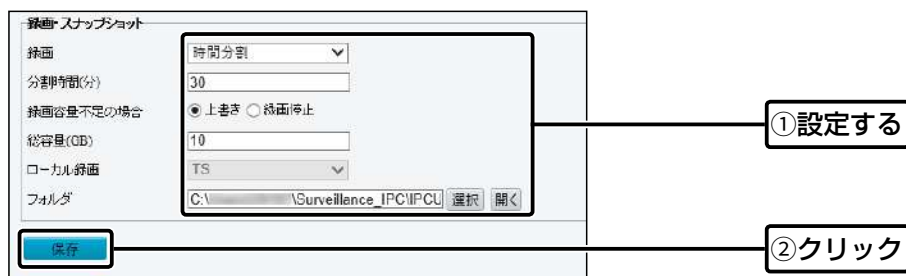 録画・スナップショット
録画 時間分割
分割時間(分) 30
録画容量不足の場合 上書き 録画停止
総容量(GB) 10
①設定する
ローカル録画 TS
フォルダ C:\ \Surveillance_IPC\IPCU 選択 開く
保存
②クリック